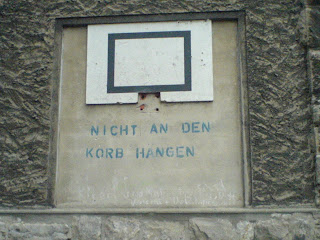 NICHT AN DEN
KORB HANGEN